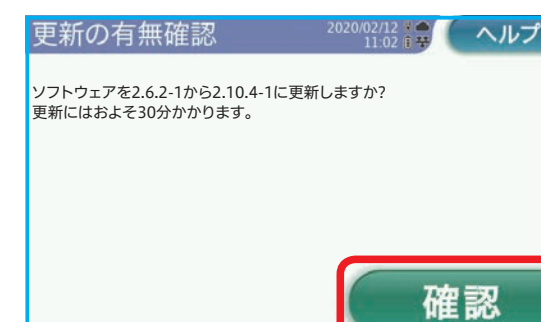 更新の有無確認
2020/02/12
11:02
ヘルプ
ソフトウェアを2.6.2-1から2.10.4-1に更新しますか?
更新にはおよそ30分かかります。
確認